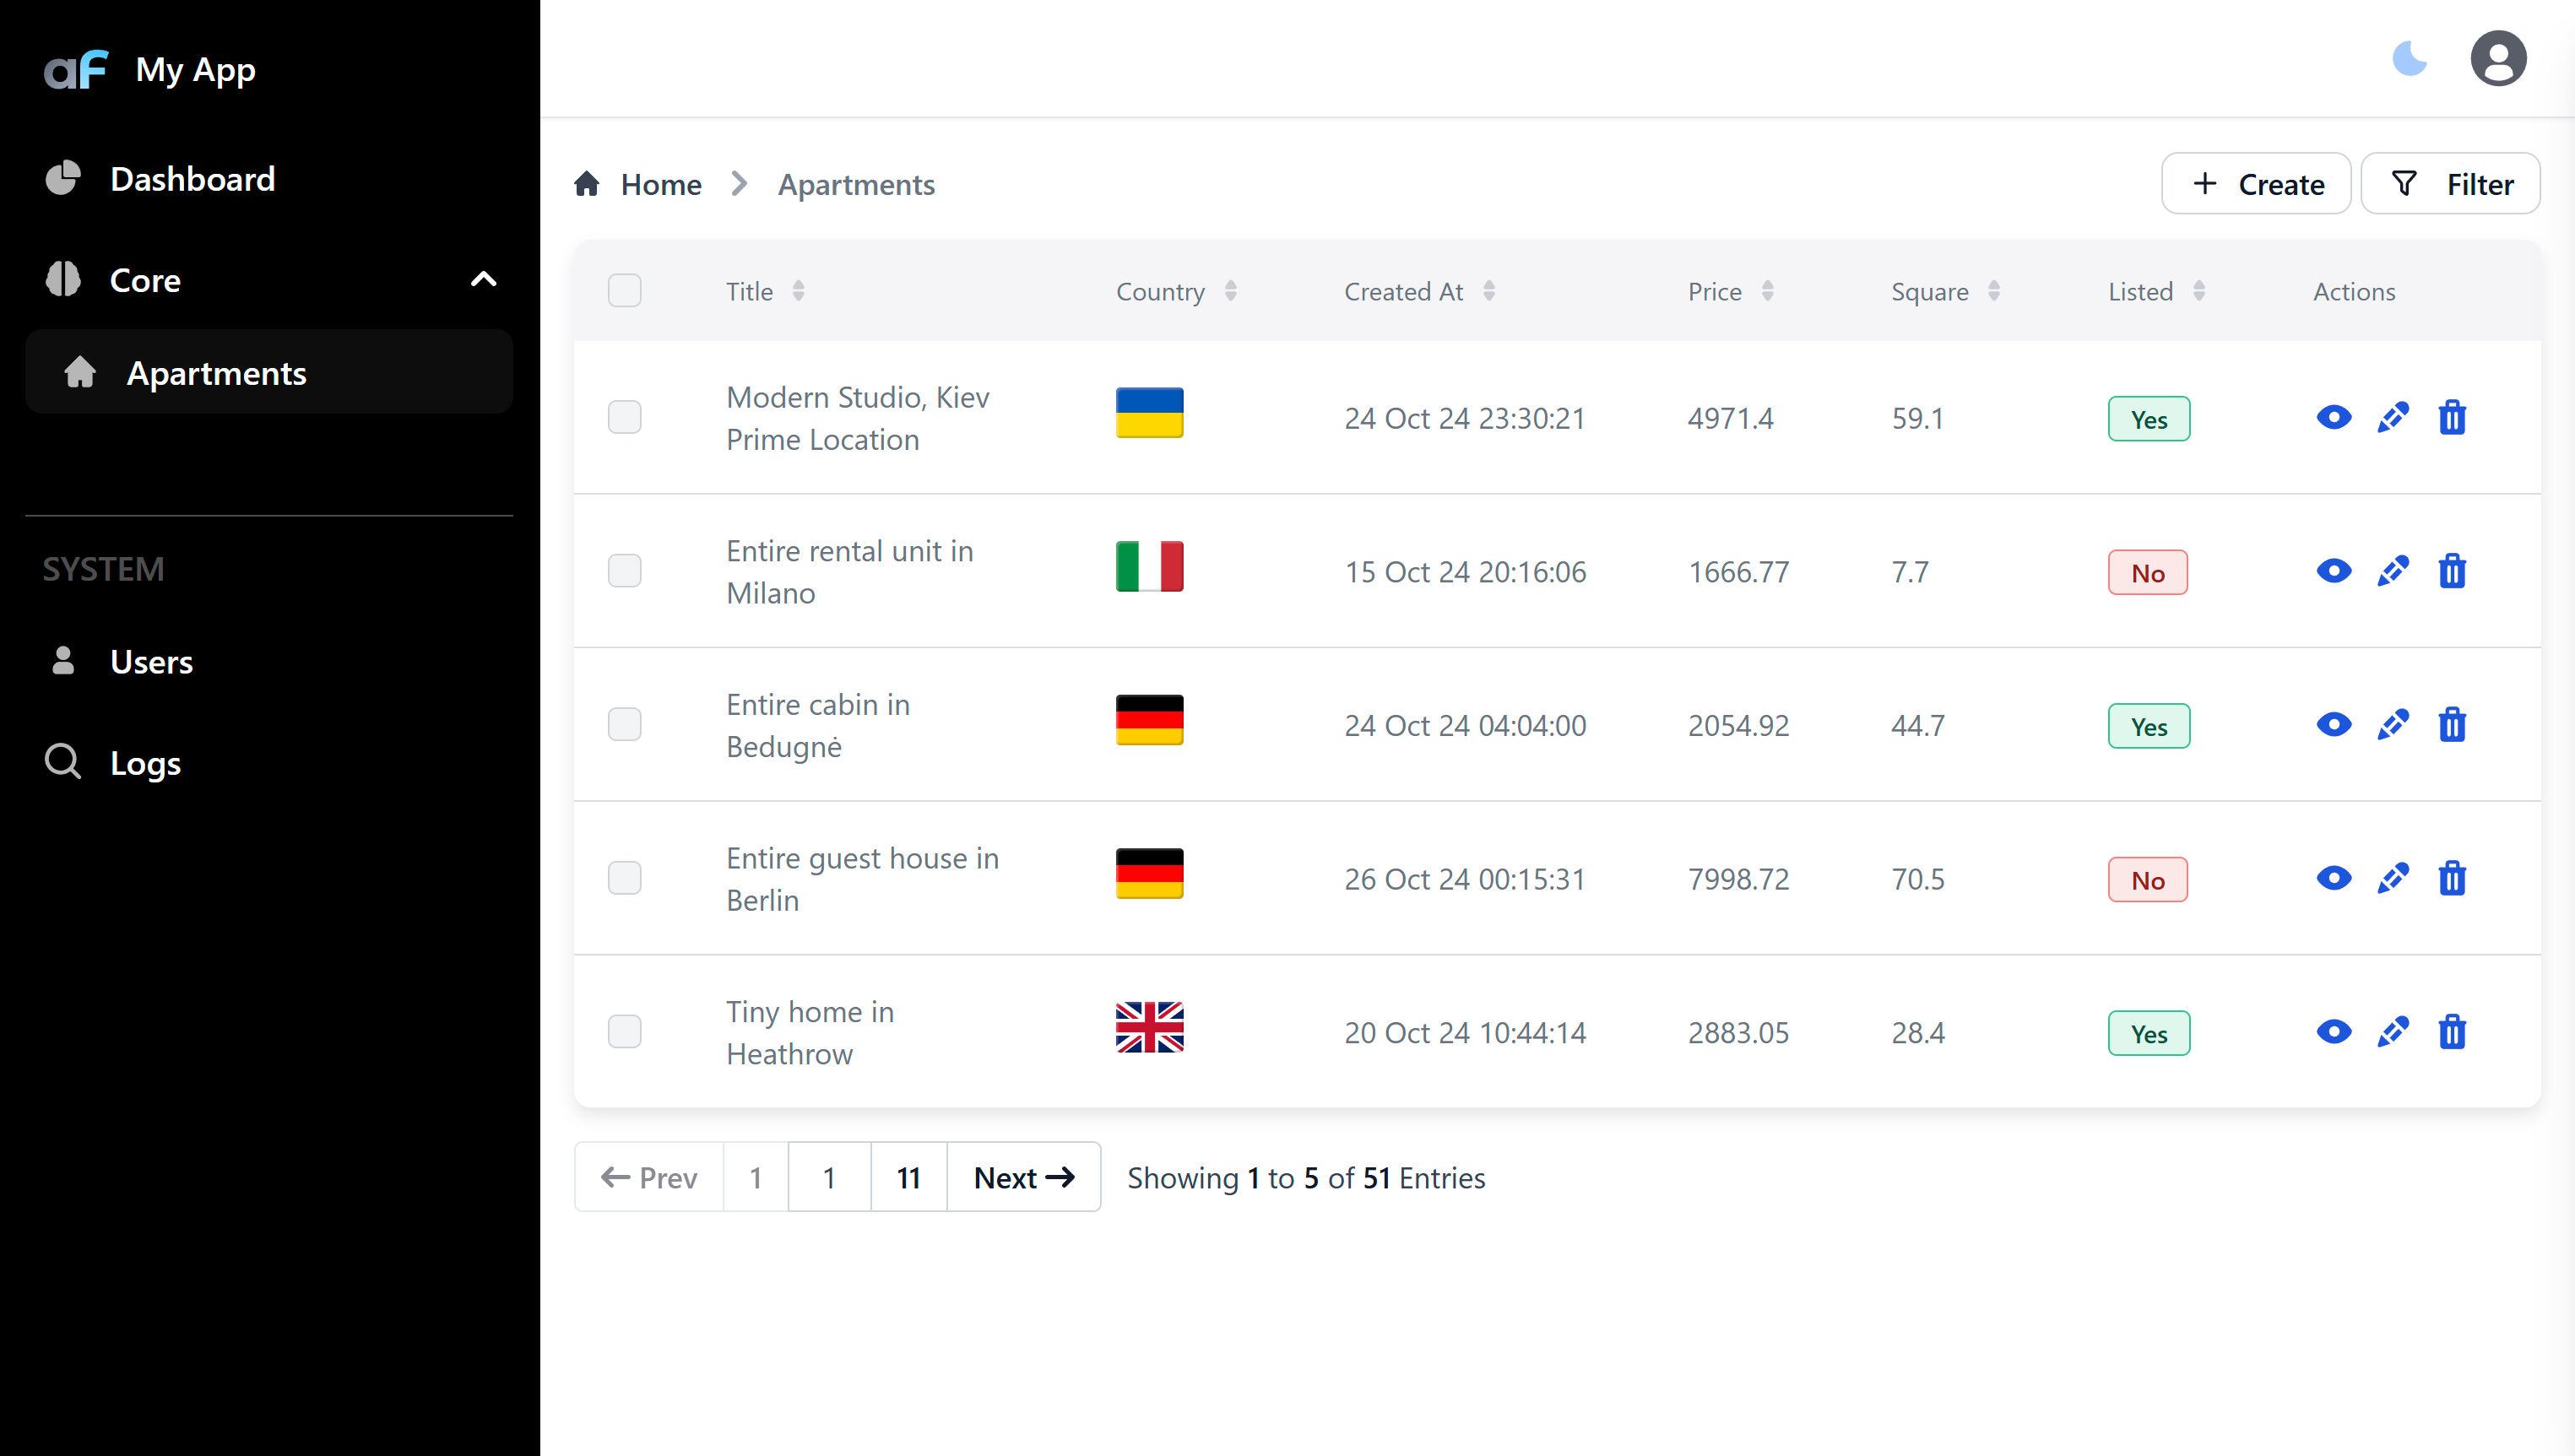 aF My App
Dashboard
Core
Apartments
SYSTEM
Users
Logs
Home Apartments
Create Filter
Title Country Created At Price Square Listed Actions
Modern Studio, Kiev
Prime Location
24 Oct 24 23:30:21 4971.4 59.1 Yes
Entire rental unit in
Milano
15 Oct 24 20:16:06 1666.77 7.7 No
Entire cabin in
Bedugnė
24 Oct 24 04:04:00 2054.92 44.7 Yes
Entire guest house in
Berlin
26 Oct 24 00:15:31 7998.72 70.5 No
Tiny home in
Heathrow
20 Oct 24 10:44:14 2883.05 28.4 Yes
Prev 1 1 11 Next Showing 1 to 5 of 51 Entries